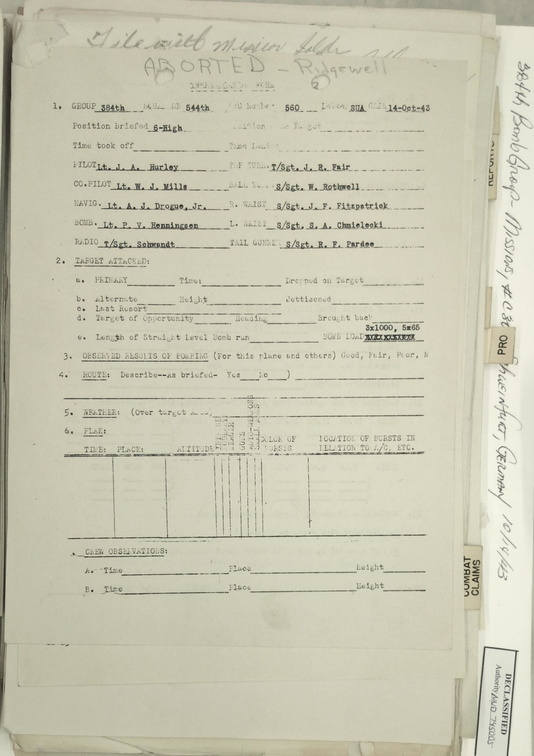 File with Mission
ABORTED - Ridgewell
1. GROUP 384th 544th 560 SUA 14-Oct-43
Position briefed 6-High
Time took off
PILOT Lt. J. A. Hurley T/Sgt. J. R. Fair
CO.PILOT Lt. W. J. Mills S/Sgt. W. Rothwell
NAVIG. Lt. A. J. Drogue, Jr. R. WAIST S/Sgt. J. F. Fitzpatrick
BOMB. Lt. P. V. Henningsen L. WAIST S/Sgt. S. A. Chmielecki
RADIO T/Sgt. Schwandt TAIL GUNNER S/Sgt. R. F. Pardee
2. TARGET ATTACKED:
a. PRIMARY Time: Dropped on Target
b. Alternate Height Jettisoned
c. Last Resort
d. Target of Opportunity Heading Brought back
3x1000, 5x65
e. Length of Straight Level Bomb run BOMB LOAD
3. OBSERVED RESULTS OF BOMBING (For this plane and others) Good, Fair, Poor, N
4. ROUTE: Describe--As briefed- Yes No )
5. WEATHER: (Over target
6. FLAK:
TIME: PLACE: ALTITUDE COLOR OF BURSTS LOCATION OF BURSTS IN RELATION TO A/C, ETC.
CREW OBSERVATIONS:
A. Time Place Height
B. Time Place Height
384th Bomb Group Mission, Germany 10/14/43
REPORTS
PRO
COMBAT CLAIMS
DECLASSIFIED
Authority